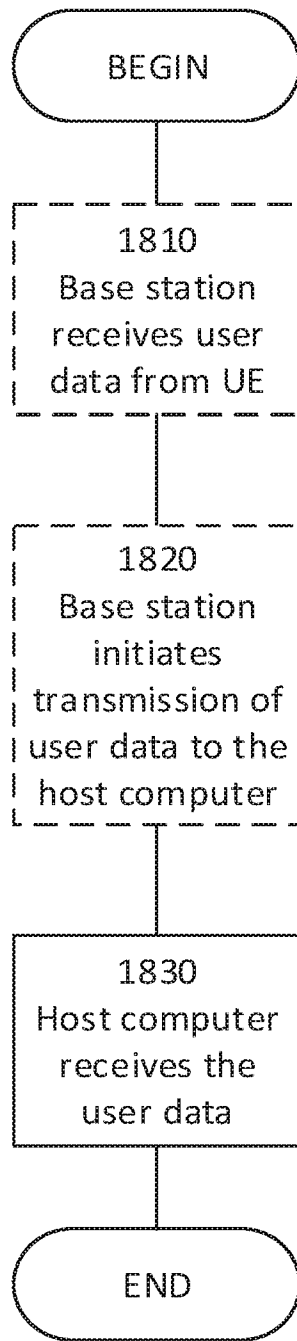 BEGIN
1810
Base station
receives user
data from UE
1820
Base station
initiates
transmission of
user data to the
host computer
1830
Host computer
receives the
user data
END